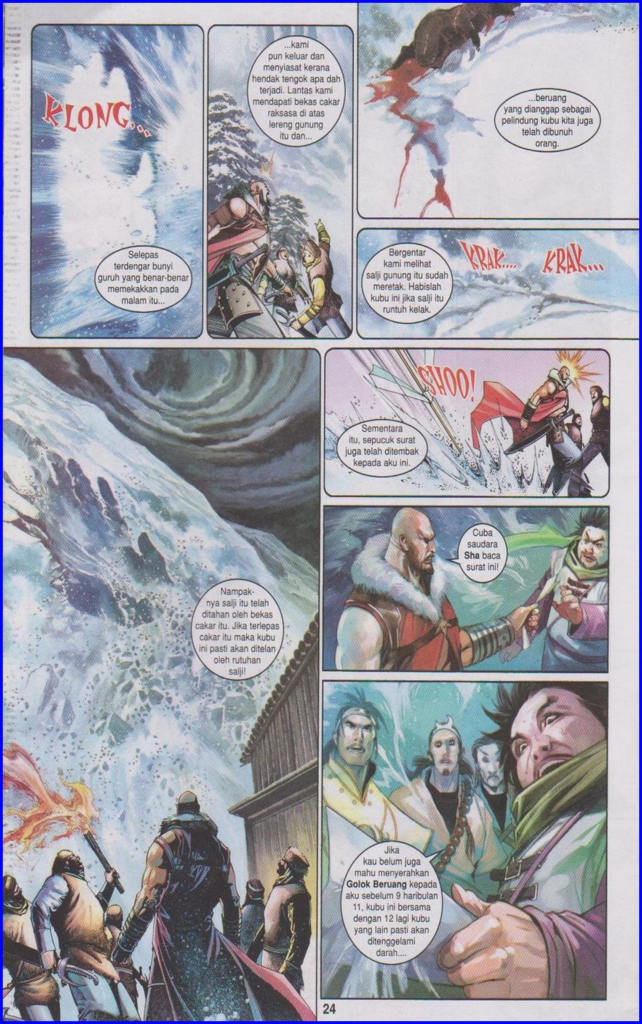 KLONG...
Selepas
terdengar bunyi
guruh yang benar-benar
memekakkan pada
malam itu...
...kami
pun keluar dan
menyiasat kerana
hendak tengok apa dah
terjadi. Lantas kami
mendapati bekas cakar
raksasa di atas
lereng gunung
itu dan...
...beruang
yang dianggap sebagai
pelindung kubu kita juga
telah dibunuh
orang.
Bergentar
kami melihat
salji gunung itu sudah
meretak. Habislah
kubu ini jika salji itu
runtuh kelak.
KRAK.... KRAK...
Nampak-
nya salji itu telah
ditahan oleh bekas
cakar itu. Jika terlepas
cakar itu maka kubu
ini pasti akan ditelan
oleh rutuhan
salji!
SHOO!
Sementara
itu, sepucuk surat
juga telah ditembak
kepada aku ini.
Cuba
saudara
Sha baca
surat ini!
Jika
kau belum juga
mahu menyerahkan
Golok Beruang kepada
aku sebelum 9 haribulan
11, kubu ini bersama
dengan 12 lagi kubu
yang lain pasti akan
ditenggelami
darah....
24